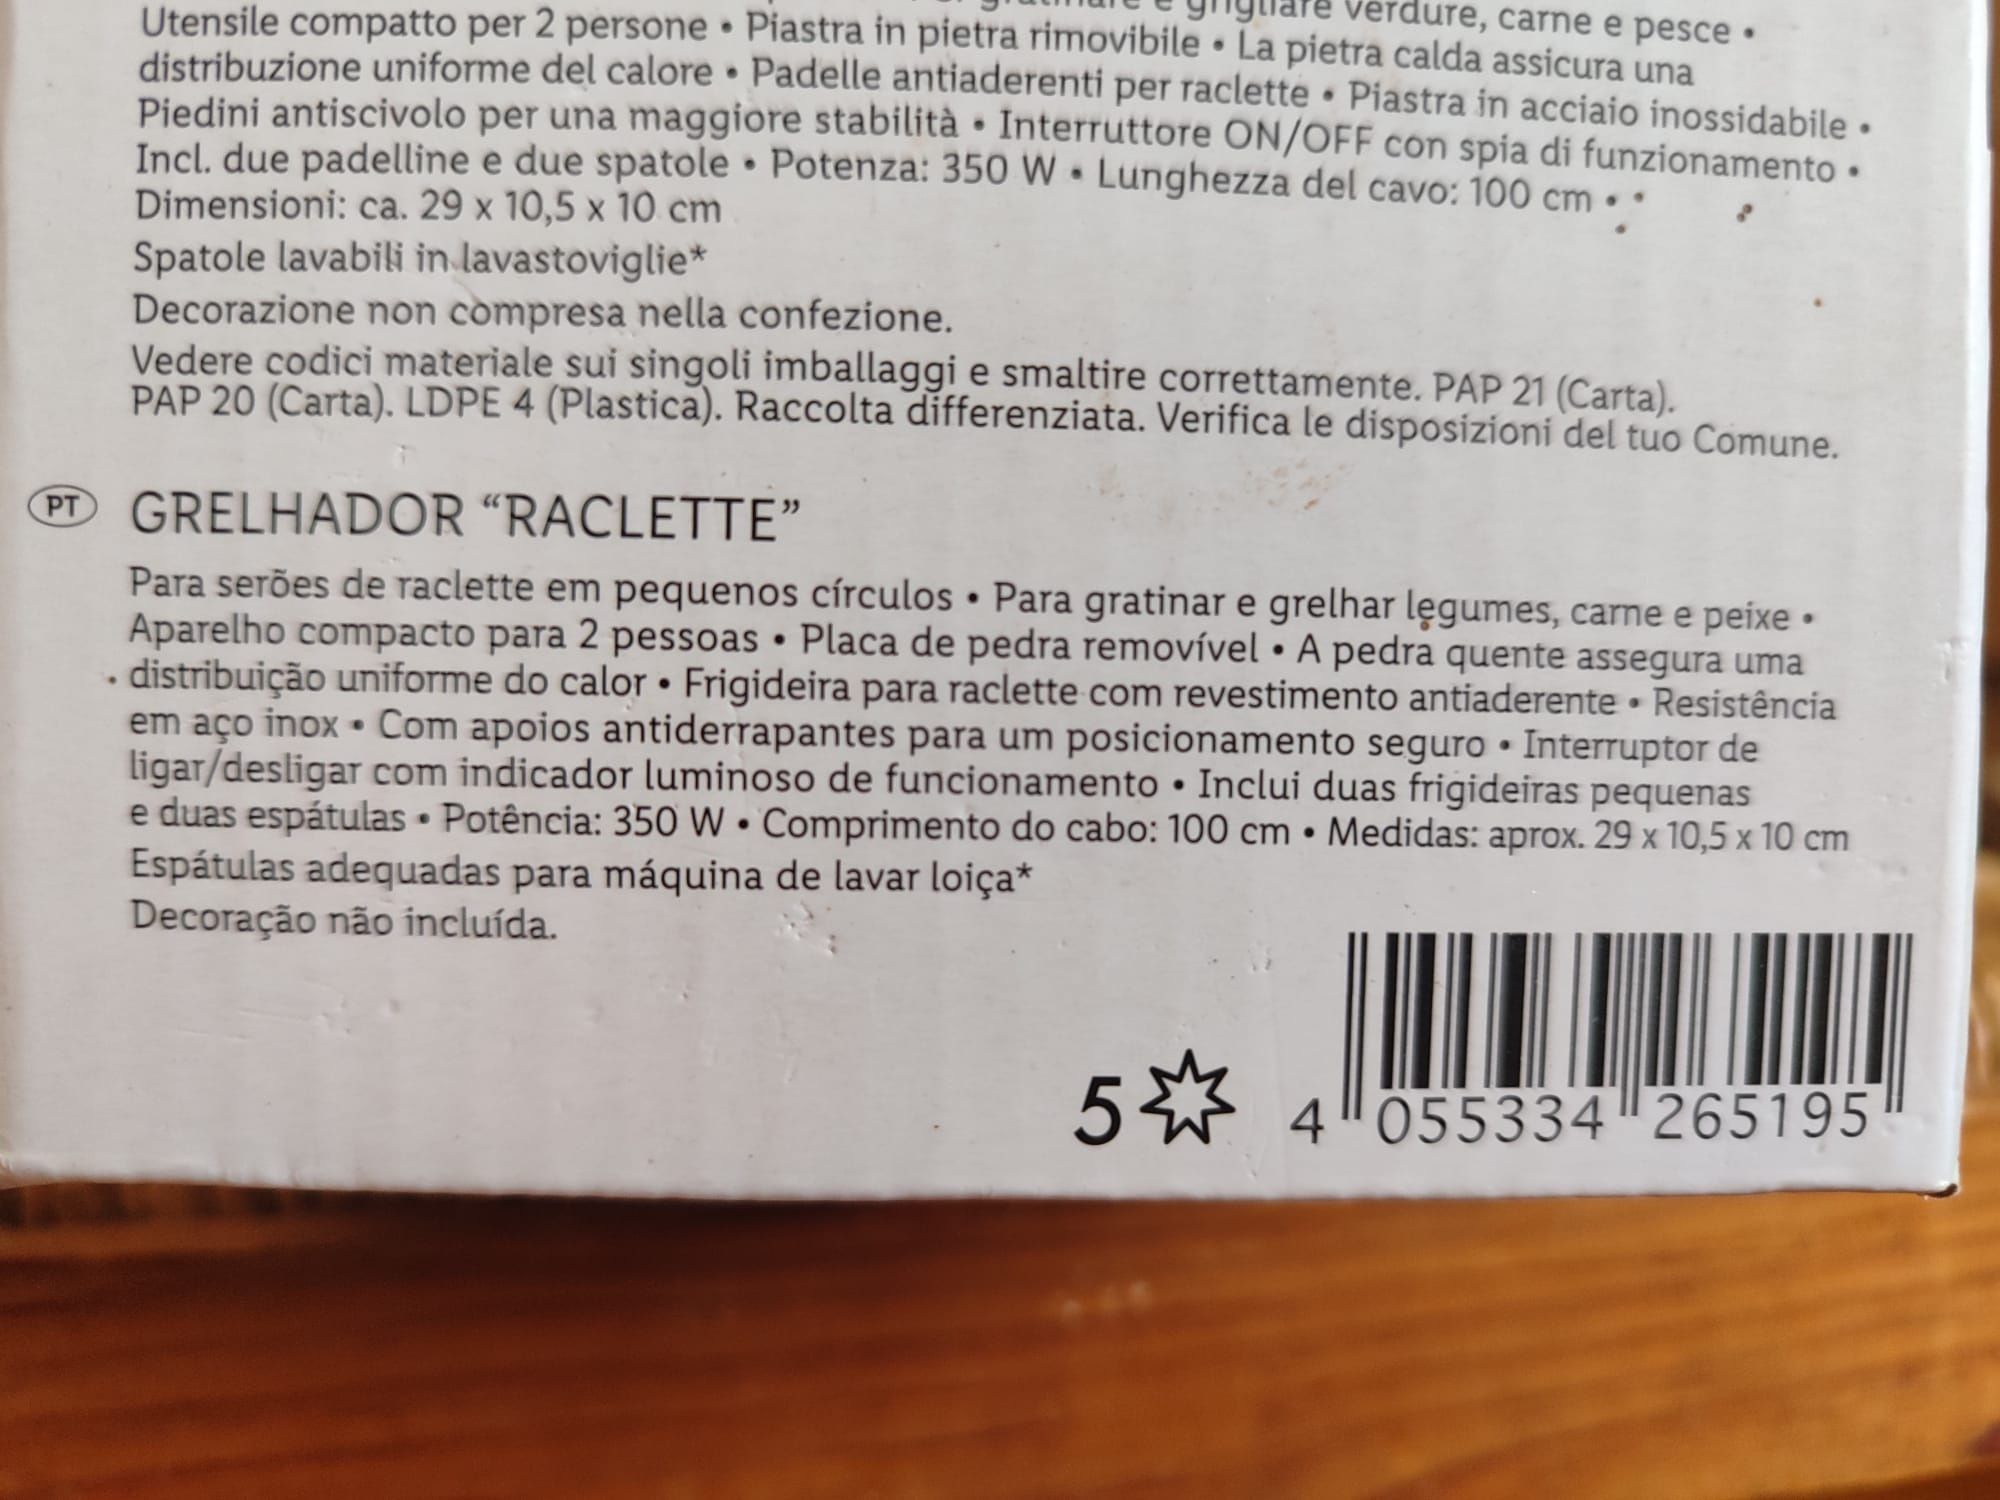 grigliare verdure, carne e pesce •
Utensile compatto per 2 persone • Piastra in pietra rimovibile • La pietra calda assicura una
distribuzione uniforme del calore • Padelle antiaderenti per raclette • Piastra in acciaio inossidabile •
Piedini antiscivolo per una maggiore stabilità • Interruttore ON/OFF con spia di funzionamento •
Incl. due padelline e due spatole • Potenza: 350 W • Lunghezza del cavo: 100 cm •
Dimensioni: ca. 29 x 10,5 x 10 cm
Spatole lavabili in lavastoviglie*
Decorazione non compresa nella confezione.
Vedere codici materiale sui singoli imballaggi e smaltire correttamente. PAP 21 (Carta).
PAP 20 (Carta). LDPE 4 (Plastica). Raccolta differenziata. Verifica le disposizioni del tuo Comune.
PT GRELHADOR “RACLETTE”
Para serões de raclette em pequenos círculos • Para gratinar e grelhar legumes, carne e peixe •
Aparelho compacto para 2 pessoas • Placa de pedra removível • A pedra quente assegura uma
distribuição uniforme do calor • Frigideira para raclette com revestimento antiaderente • Resistência
em aço inox • Com apoios antiderrapantes para um posicionamento seguro • Interruptor de
ligar/desligar com indicador luminoso de funcionamento • Inclui duas frigideiras pequenas
e duas espátulas • Potência: 350 W • Comprimento do cabo: 100 cm • Medidas: aprox. 29 x 10,5 x 10 cm
Espátulas adequadas para máquina de lavar loiça*
Decoração não incluída.
5
4 055334 265195